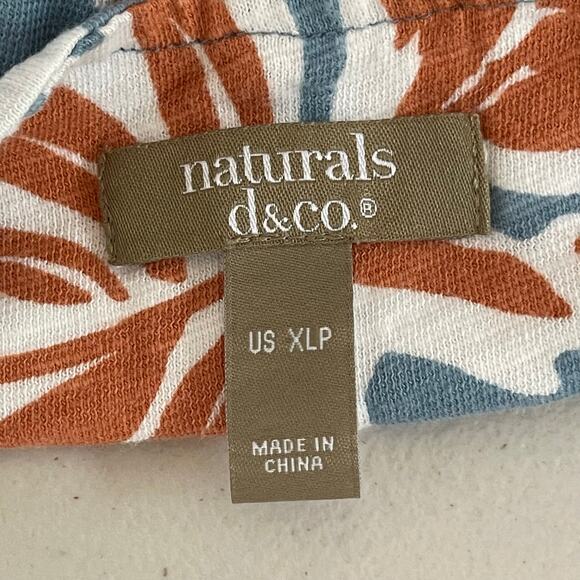 naturals
d&co.®
US XLP
MADE IN
CHINA